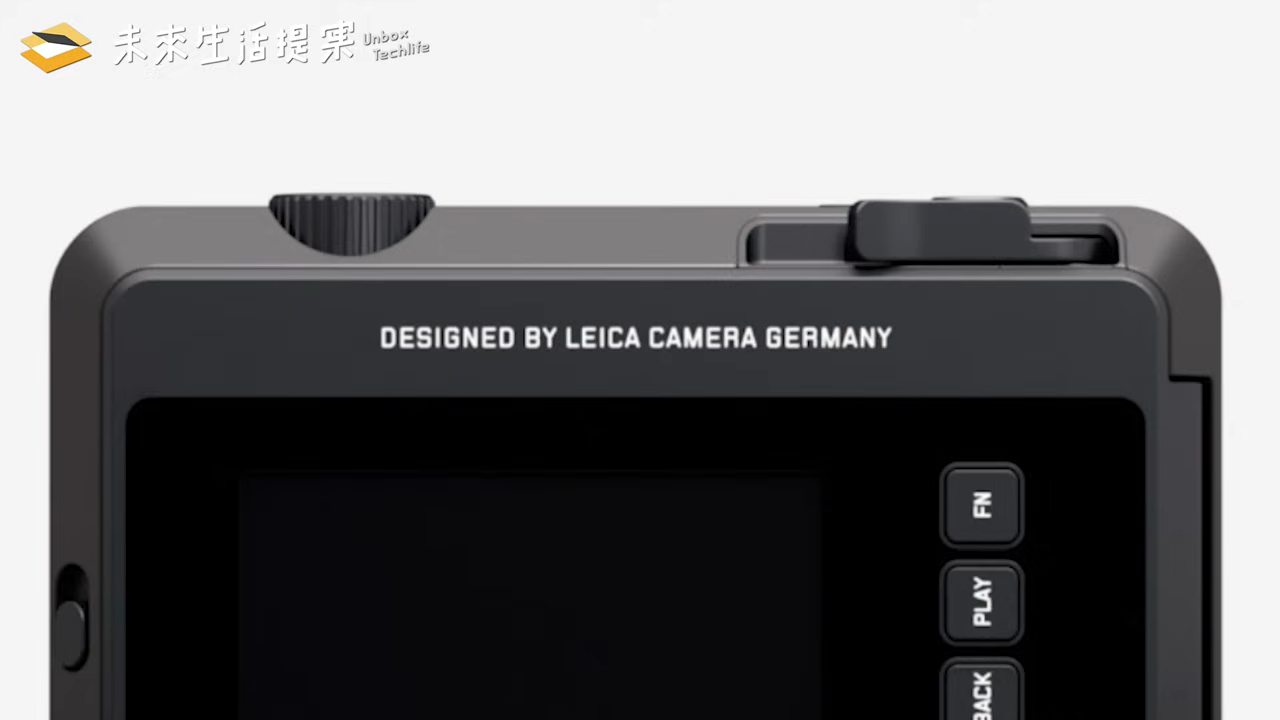 未來生活提案
Unbox
Techlife
DESIGNED BY LEICA CAMERA GERMANY
FN
PLAY
BACK